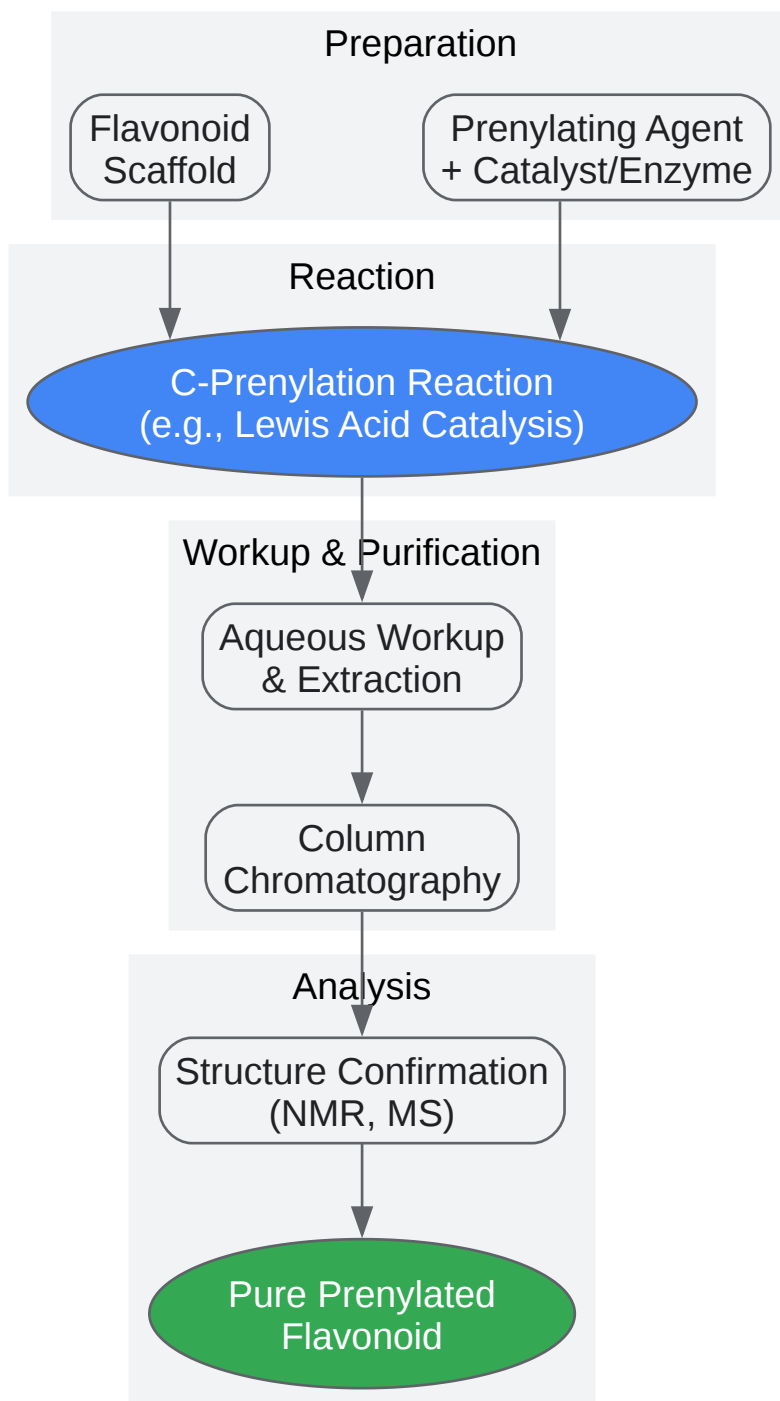 Preparation
Flavonoid
Scaffold
Prenylating Agent
+ Catalyst/Enzyme
Reaction
C-Prenylation Reaction
(e.g., Lewis Acid Catalysis)
Workup & Purification
Aqueous Workup
& Extraction
Column
Chromatography
Analysis
Structure Confirmation
(NMR, MS)
Pure Prenylated
Flavonoid